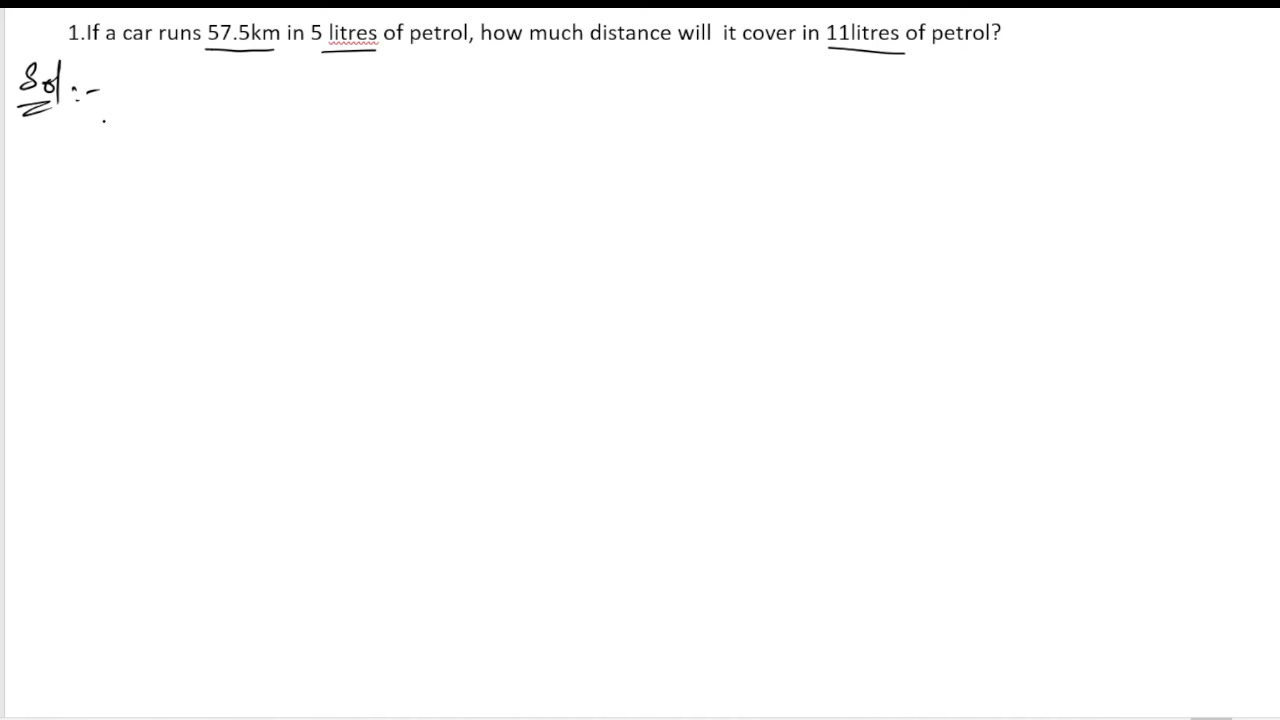 1.If a car runs 57.5km in 5 litres of petrol, how much distance will it cover in 11litres of petrol?
Sol :-